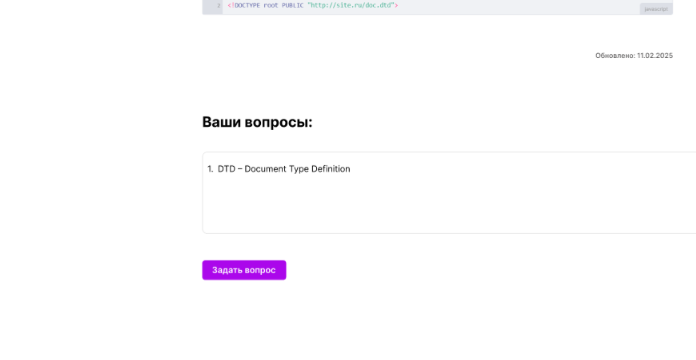 2 <!DOCTYPE root PUBLIC "http://site.ru/doc.dtd">
Обновлено: 11.02.2025
Ваши вопросы:
1. DTD – Document Type Definition
Задать вопрос